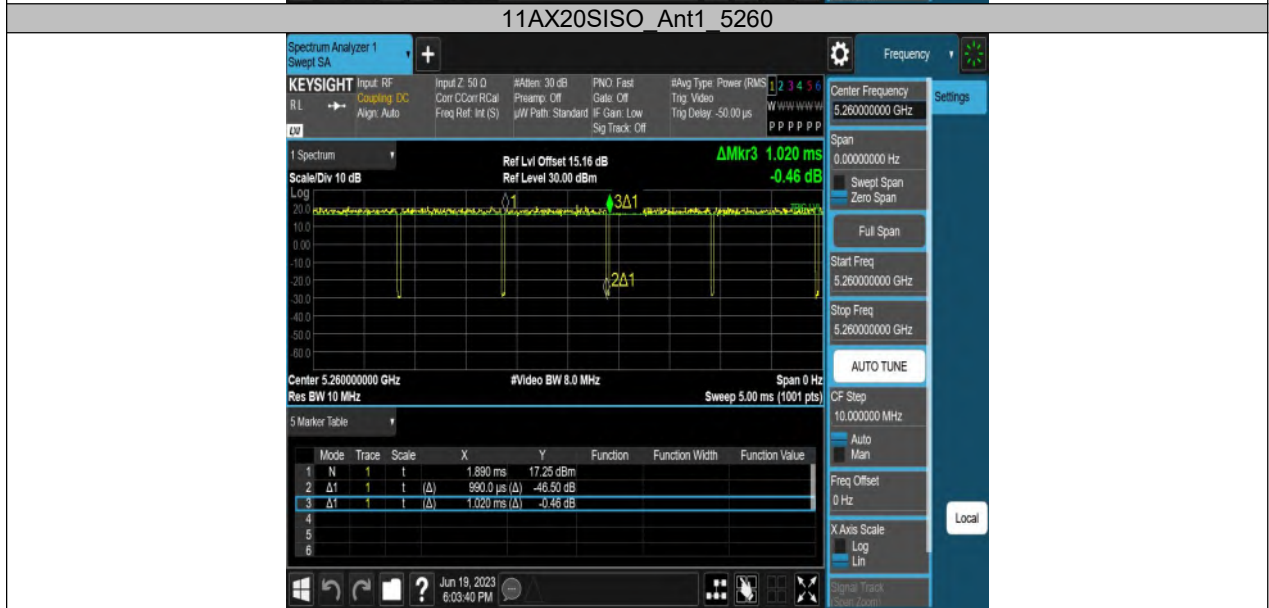 11AX20SISO_Ant1_5260
Spectrum Analyzer 1
Swept SA
+
Frequency
KEYSIGHT
RL
LXI
Input: RF
Coupling: DC
Align: Auto
Input Z: 50 Ω
Corr CCorr RCal
Freq Ref: Int (S)
#Atten: 30 dB
Preamp: Off
µW Path: Standard
PNO: Fast
Gate: Off
IF Gain: Low
Sig Track: Off
#Avg Type: Power (RMS
Trig: Video
Trig Delay: -50.00 µs
1 2 3 4 5 6
W W W W W W
P P P P P P
Center Frequency
5.260000000 GHz
Settings
1 Spectrum
Scale/Div 10 dB
Ref Lvl Offset 15.16 dB
Ref Level 30.00 dBm
ΔMkr3 1.020 ms
-0.46 dB
Span
0.00000000 Hz
Swept Span
Zero Span
Full Span
Log
20.0
10.0
0.00
-10.0
-20.0
-30.0
-40.0
-50.0
-60.0
1
3Δ1
2Δ1
TRIG LVL
Start Freq
5.260000000 GHz
Stop Freq
5.260000000 GHz
AUTO TUNE
Center 5.260000000 GHz
#Video BW 8.0 MHz
Span 0 Hz
Res BW 10 MHz
Sweep 5.00 ms (1001 pts)
CF Step
10.000000 MHz
Auto
Man
5 Marker Table
Mode Trace Scale X Y Function Function Width Function Value
1 N 1 t 1.890 ms 17.25 dBm
2 Δ1 1 t (Δ) 990.0 µs (Δ) -46.50 dB
3 Δ1 1 t (Δ) 1.020 ms (Δ) -0.46 dB
4
5
6
Freq Offset
0 Hz
X Axis Scale
Log
Lin
Local
Signal Track
(Span Zoom)
?
Jun 19, 2023
6:03:40 PM